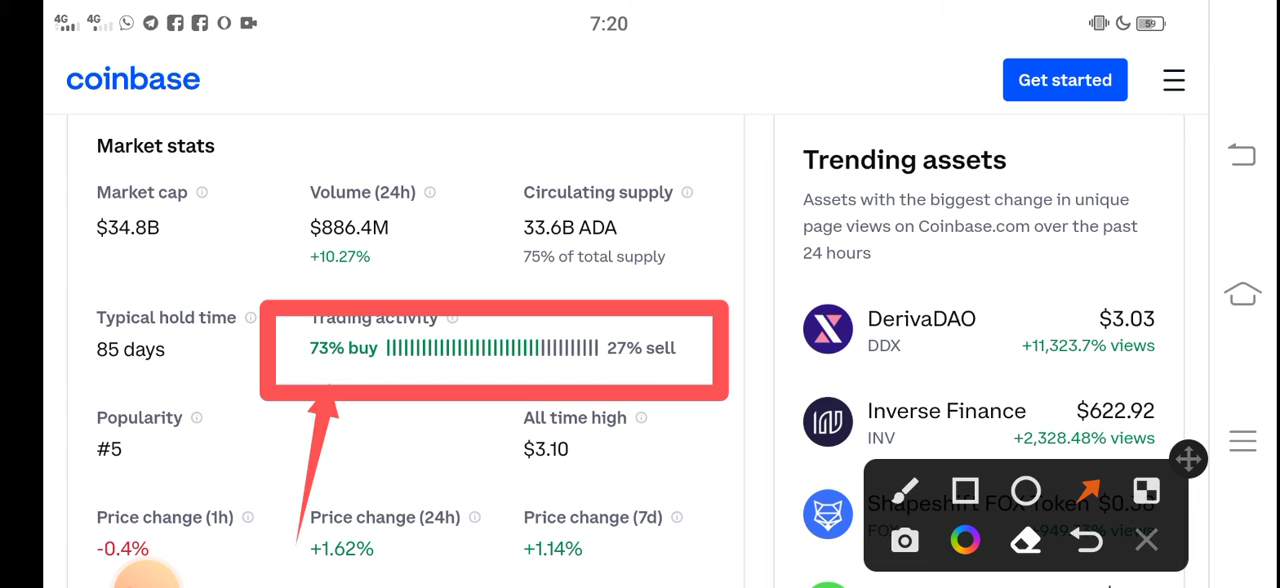 4G 4G 7:20 59
coinbase
Get started
Market stats
Market cap
$34.8B
Volume (24h)
$886.4M
+10.27%
Circulating supply
33.6B ADA
75% of total supply
Typical hold time
85 days
Trading activity
73% buy 27% sell
Popularity
#5
All time high
$3.10
Price change (1h)
-0.4%
Price change (24h)
+1.62%
Price change (7d)
+1.14%
Trending assets
Assets with the biggest change in unique
page views on Coinbase.com over the past
24 hours
DerivaDAO $3.03
DDX +11,323.7% views
Inverse Finance $622.92
INV +2,328.48% views
Shapeshift FOX Token